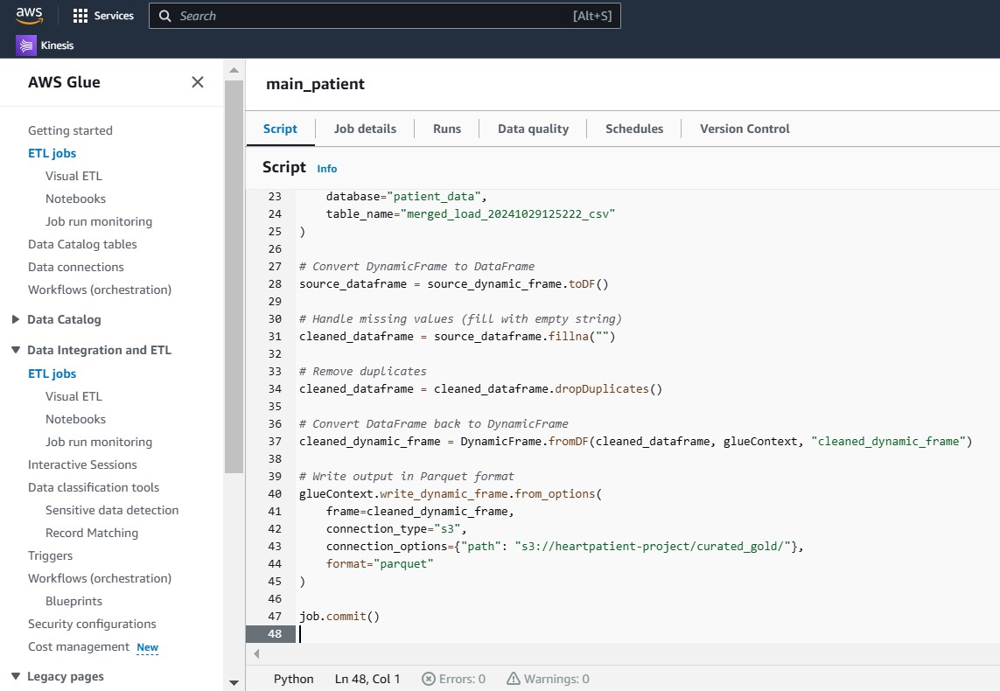 aws
Services
Search
[Alt+S]
Kinesis
AWS Glue
Getting started
ETL jobs
Visual ETL
Notebooks
Job run monitoring
Data Catalog tables
Data connections
Workflows (orchestration)
Data Catalog
Data Integration and ETL
ETL jobs
Visual ETL
Notebooks
Job run monitoring
Interactive Sessions
Data classification tools
Sensitive data detection
Record Matching
Triggers
Workflows (orchestration)
Blueprints
Security configurations
Cost management New
Legacy pages
main_patient
Script Job details Runs Data quality Schedules Version Control
Script Info
23     database="patient_data",
24     table_name="merged_load_20241029125222_csv"
25 )
26
27 # Convert DynamicFrame to DataFrame
28 source_dataframe = source_dynamic_frame.toDF()
29
30 # Handle missing values (fill with empty string)
31 cleaned_dataframe = source_dataframe.fillna("")
32
33 # Remove duplicates
34 cleaned_dataframe = cleaned_dataframe.dropDuplicates()
35
36 # Convert DataFrame back to DynamicFrame
37 cleaned_dynamic_frame = DynamicFrame.fromDF(cleaned_dataframe, glueContext, "cleaned_dynamic_frame")
38
39 # Write output in Parquet format
40 glueContext.write_dynamic_frame.from_options(
41     frame=cleaned_dynamic_frame,
42     connection_type="s3",
43     connection_options={"path": "s3://heartpatient-project/curated_gold/"},
44     format="parquet"
45 )
46
47 job.commit()
48
Python Ln 48, Col 1 Errors: 0 Warnings: 0